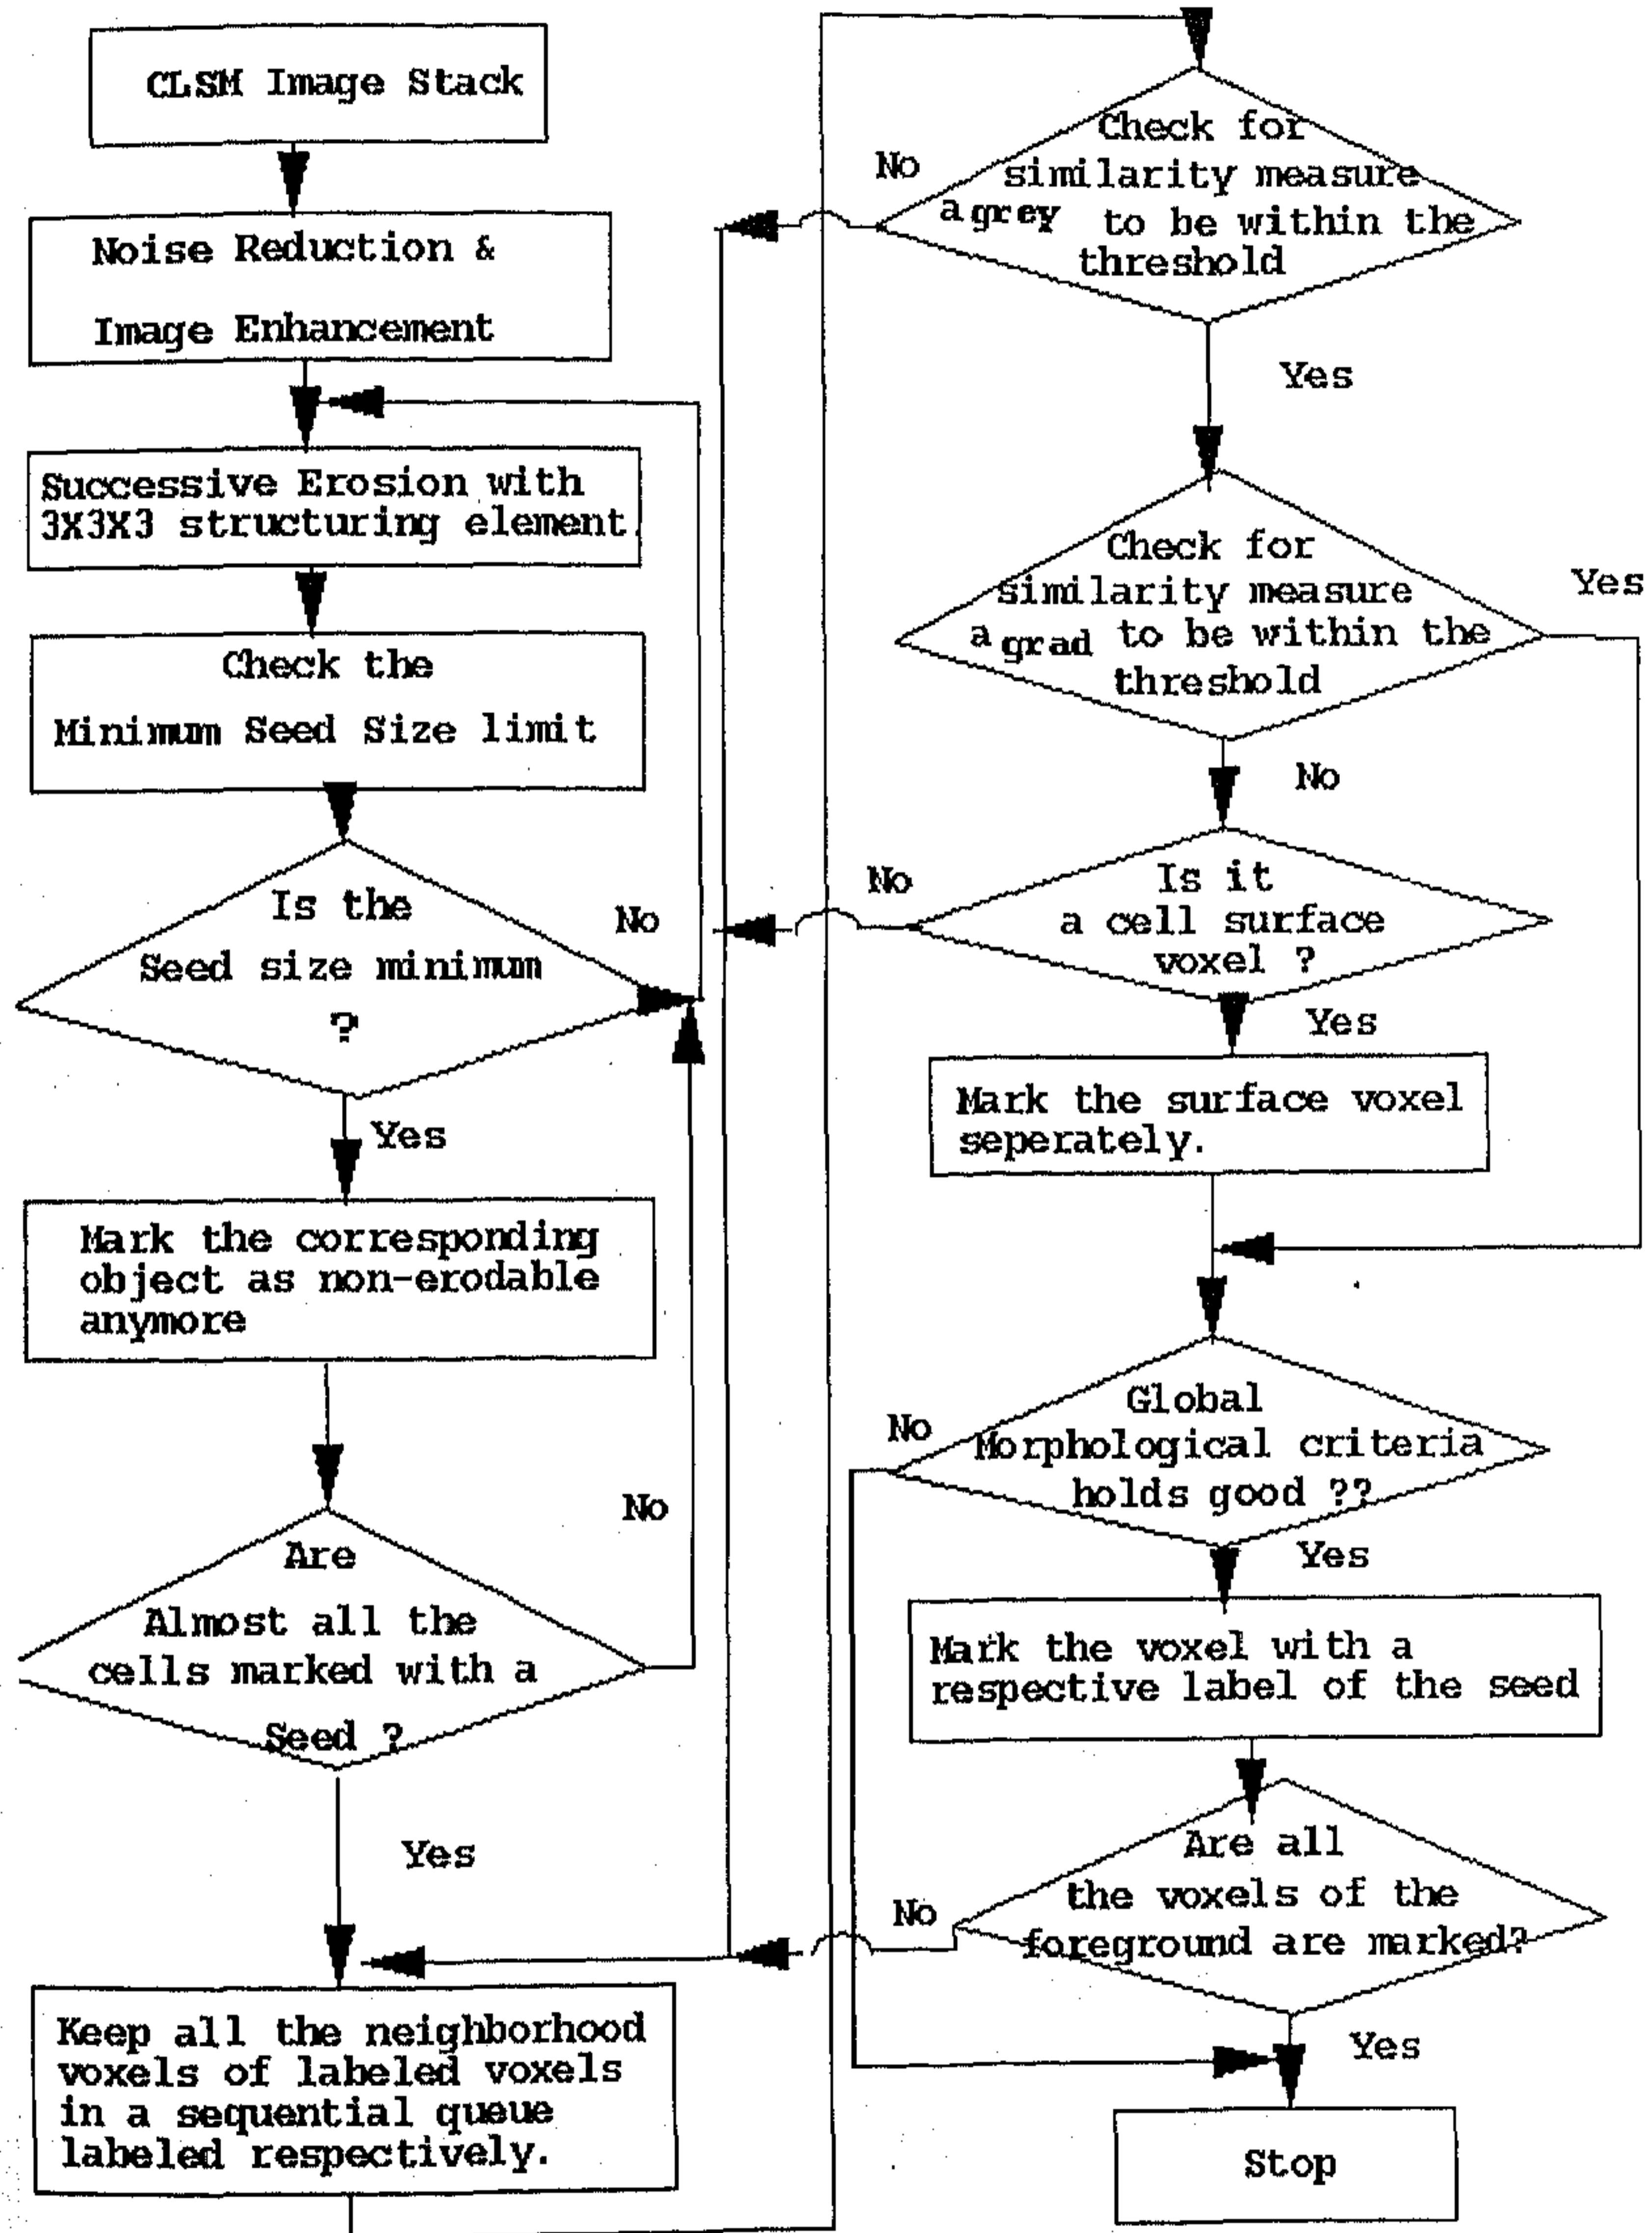 CLSM Image Stack
Noise Reduction &
Image Enhancement
Successive Erosion with
3X3X3 structuring element
Check the
Minimum Seed Size limit
Is the
Seed size minimum
?
No
Yes
Mark the corresponding
object as non-erodable
anymore
Are
Almost all the
cells marked with a
Seed ?
No
Yes
Keep all the neighborhood
voxels of labeled voxels
in a sequential queue
labeled respectively.
Check for
similarity measure
a grey to be within the
threshold
No
Yes
Check for
similarity measure
a grad to be within the
threshold
Yes
No
Is it
a cell surface
voxel ?
No
Yes
Mark the surface voxel
seperately.
Global
Morphological criteria
holds good ??
No
Yes
Mark the voxel with a
respective label of the seed
Are all
the voxels of the
foreground are marked?
No
Yes
Stop